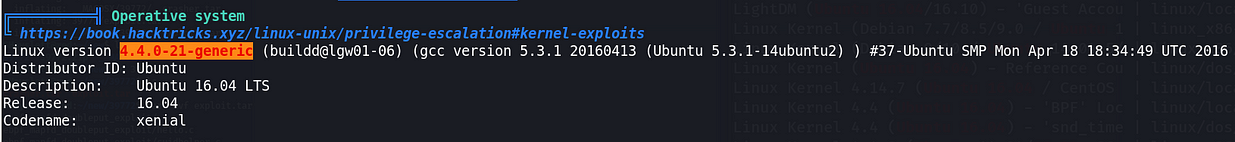 ╔══════════╣ Operative system
╚ https://book.hacktricks.xyz/linux-unix/privilege-escalation#kernel-exploits
Linux version 4.4.0-21-generic (buildd@lgw01-06) (gcc version 5.3.1 20160413 (Ubuntu 5.3.1-14ubuntu2) ) #37-Ubuntu SMP Mon Apr 18 18:34:49 UTC 2016
Distributor ID: Ubuntu
Description: Ubuntu 16.04 LTS
Release: 16.04
Codename: xenial